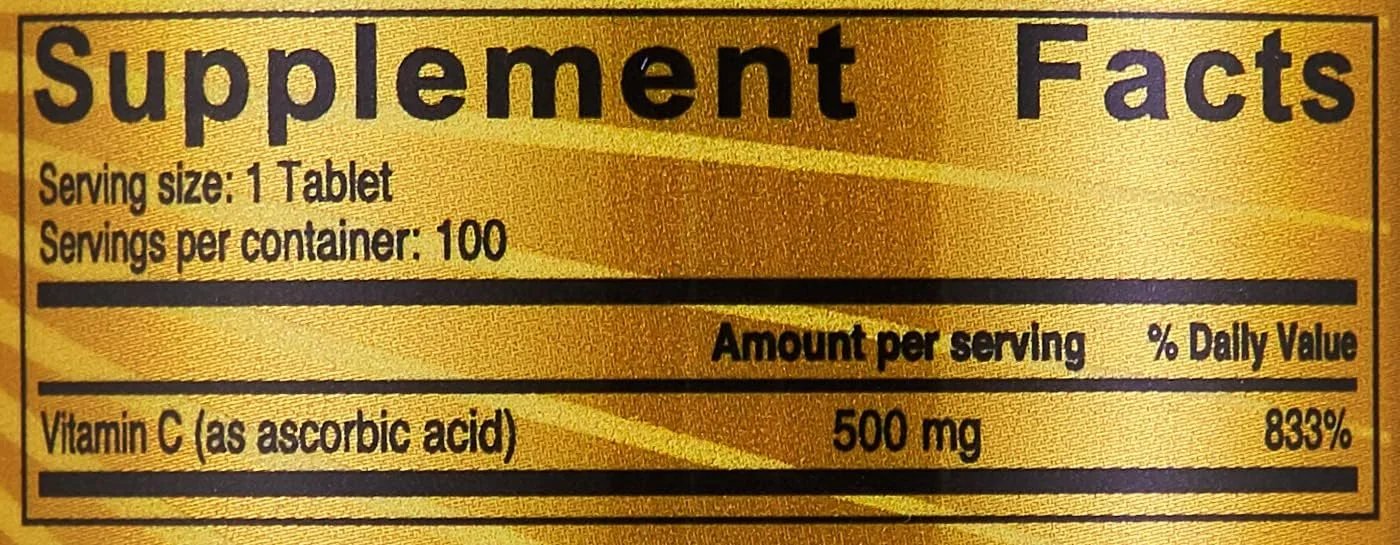 Supplement Facts
Serving size: 1 Tablet
Servings per container: 100
Amount per serving % Daily Value
Vitamin C (as ascorbic acid) 500 mg 833%